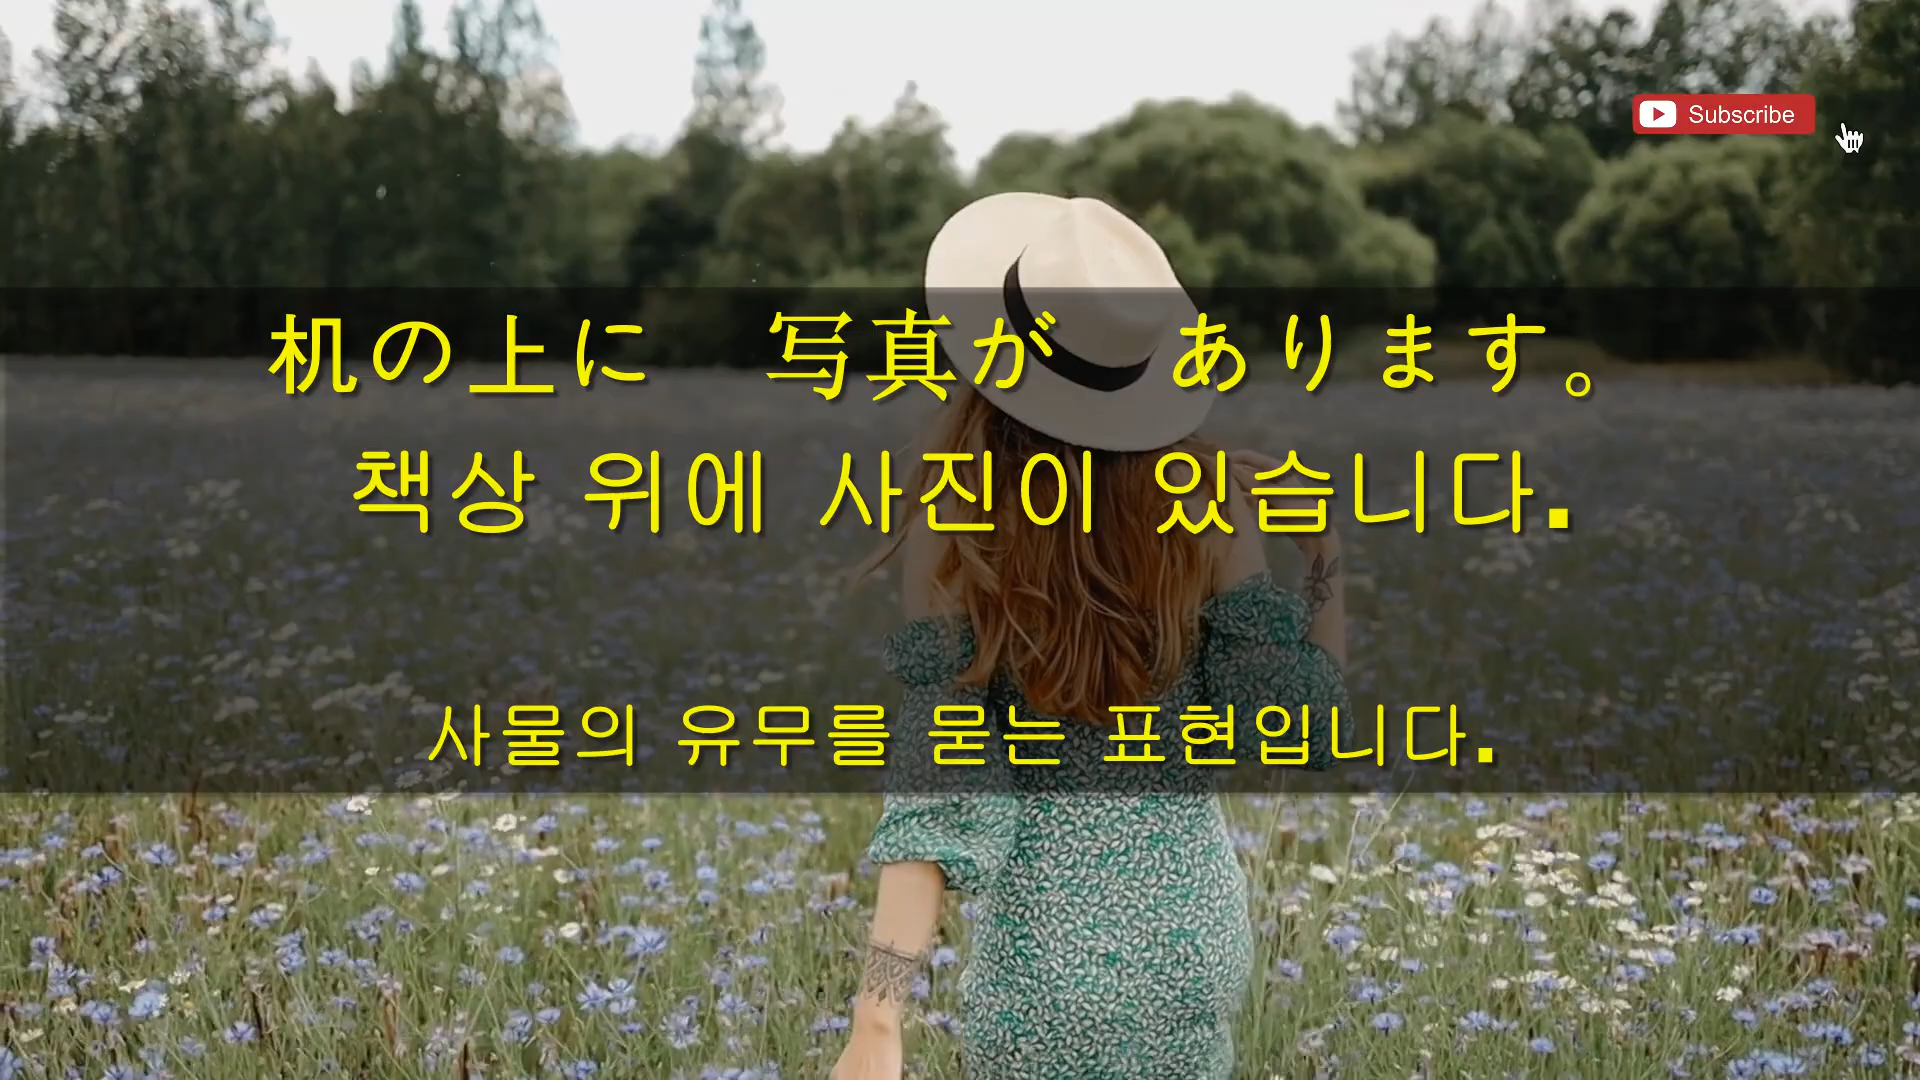 Subscribe
机の上に　写真が　あります。
책상 위에 사진이 있습니다.
사물의 유무를 묻는 표현입니다.